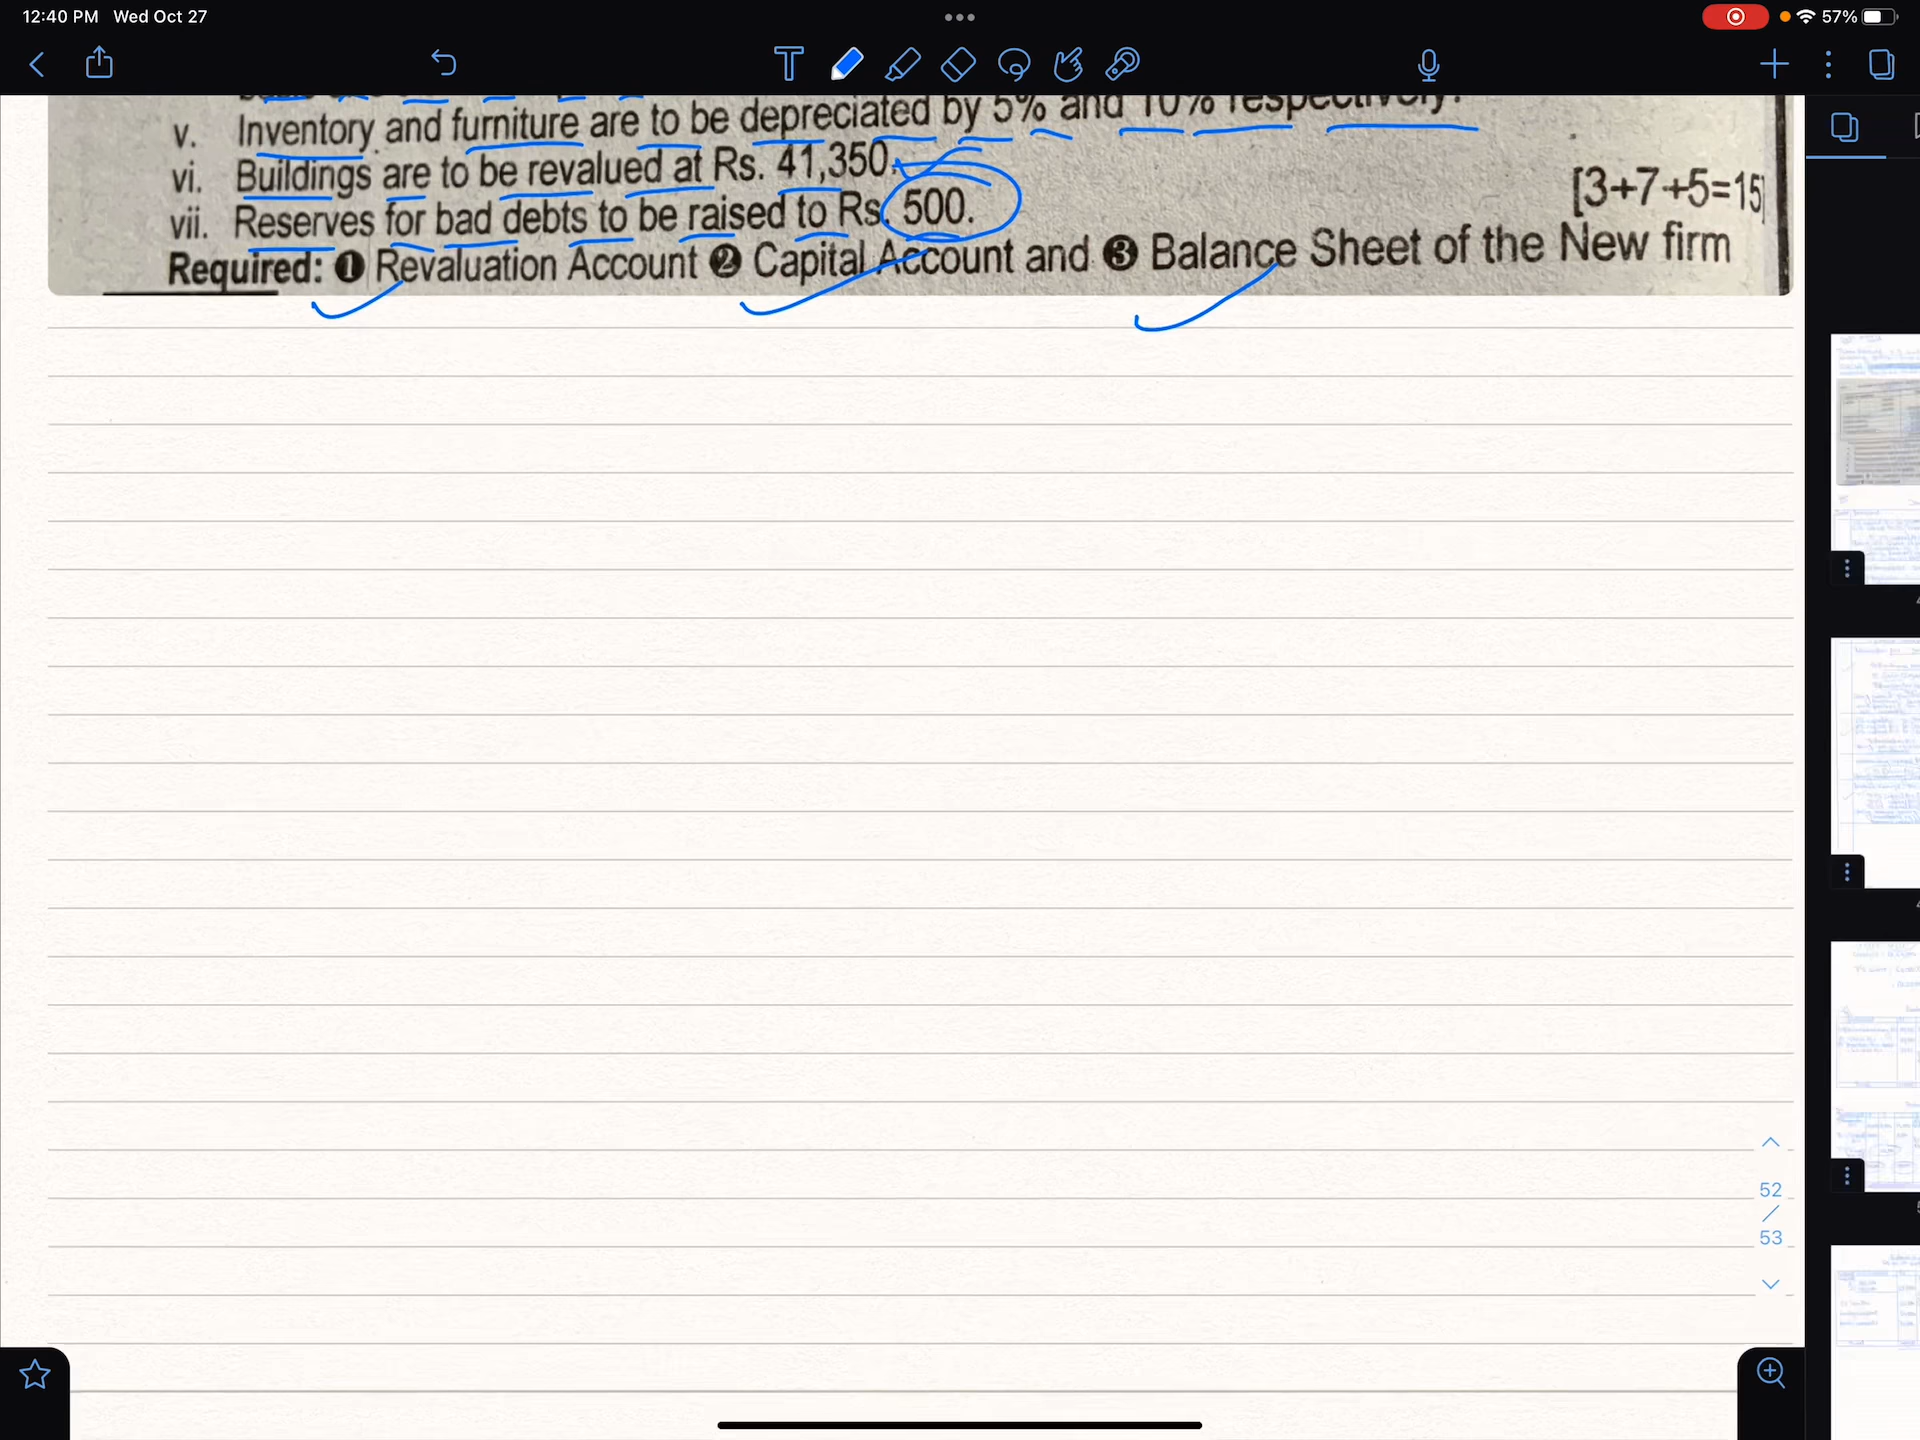 12:40 PM Wed Oct 27
57%
v. Inventory and furniture are to be depreciated by 5% and 10% respectively.
vi. Buildings are to be revalued at Rs. 41,350.
vii. Reserves for bad debts to be raised to Rs. 500.
[3+7+5=15]
Required: ❶ Revaluation Account ❷ Capital Account and ❸ Balance Sheet of the New firm
52
/
53